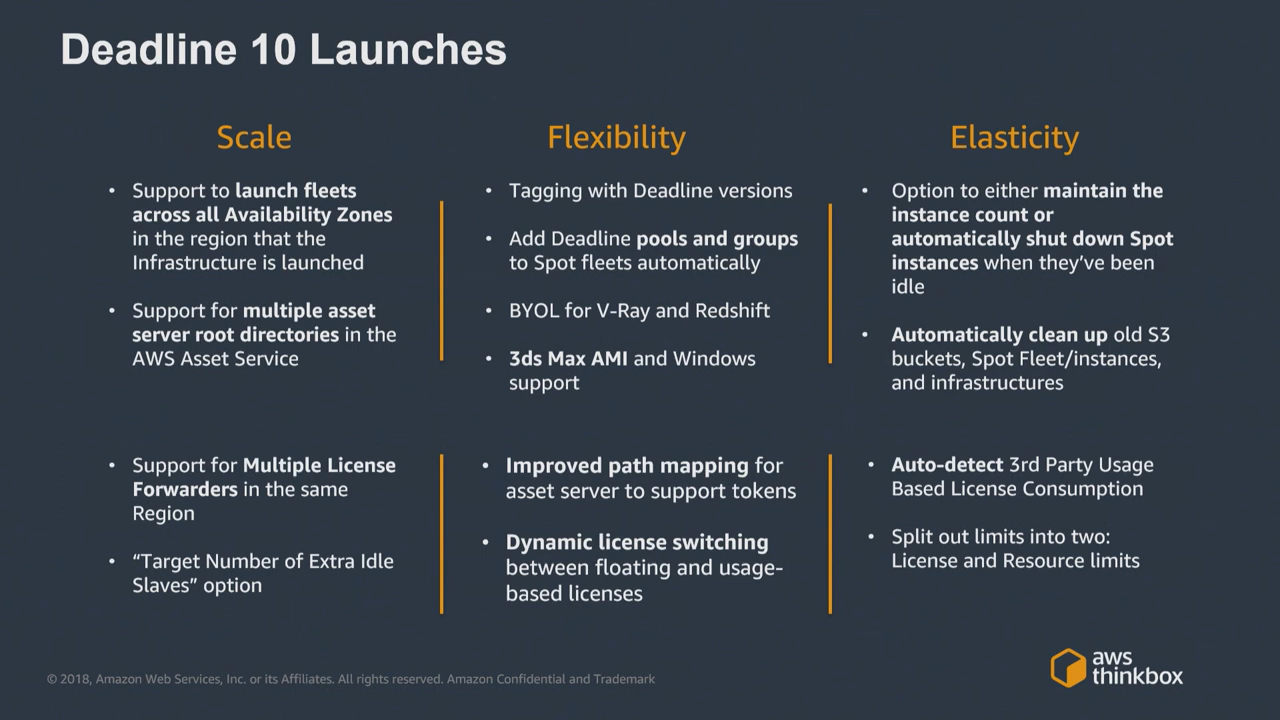 Deadline 10 Launches
Scale
• Support to launch fleets
across all Availability Zones
in the region that the
Infrastructure is launched
• Support for multiple asset
server root directories in the
AWS Asset Service
• Support for Multiple License
Forwarders in the same
Region
• “Target Number of Extra Idle
Slaves” option
Flexibility
• Tagging with Deadline versions
• Add Deadline pools and groups
to Spot fleets automatically
• BYOL for V-Ray and Redshift
• 3ds Max AMI and Windows
support
• Improved path mapping for
asset server to support tokens
• Dynamic license switching
between floating and usage-
based licenses
Elasticity
• Option to either maintain the
instance count or
automatically shut down Spot
instances when they’ve been
idle
• Automatically clean up old S3
buckets, Spot Fleet/instances,
and infrastructures
• Auto-detect 3rd Party Usage
Based License Consumption
• Split out limits into two:
License and Resource limits
© 2018, Amazon Web Services, Inc. or its Affiliates. All rights reserved. Amazon Confidential and Trademark
aws
thinkbox